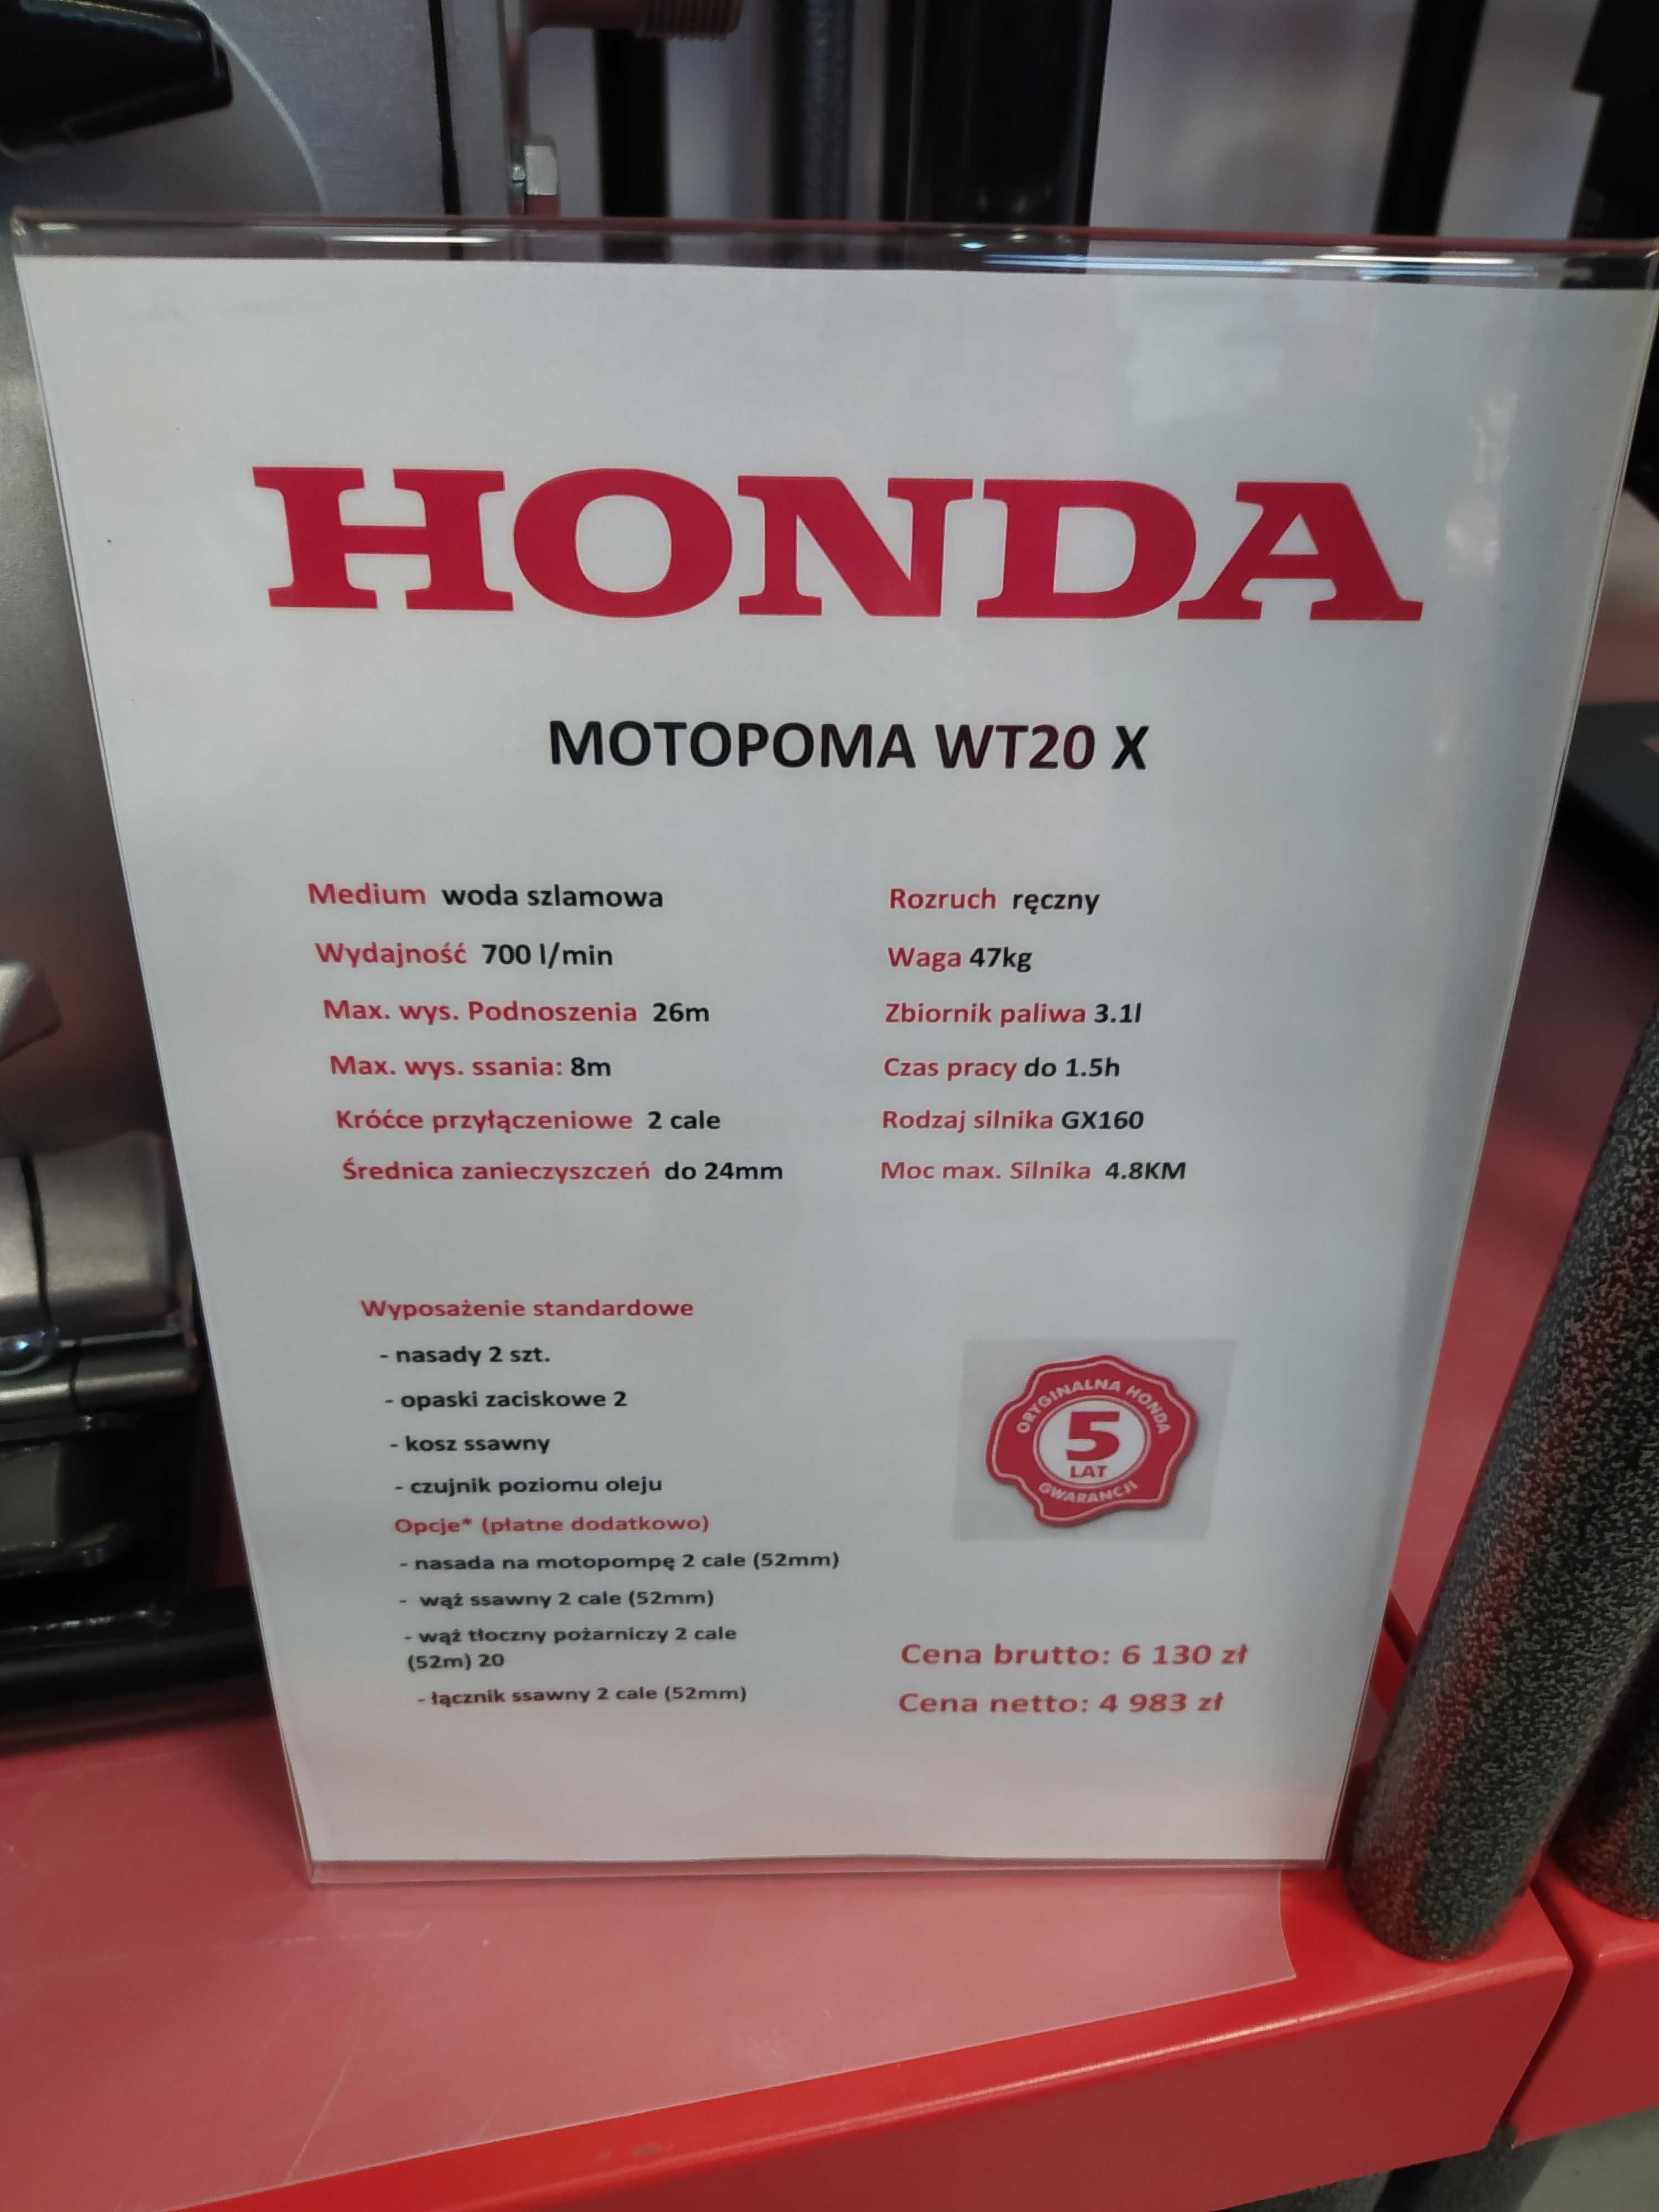 HONDA
MOTOPOMA WT20 X
Medium woda szlamowa
Wydajność 700 l/min
Max. wys. Podnoszenia 26m
Max. wys. ssania: 8m
Króćce przyłączeniowe 2 cale
Średnica zanieczyszczeń do 24mm
Rozruch ręczny
Waga 47kg
Zbiornik paliwa 3.1l
Czas pracy do 1.5h
Rodzaj silnika GX160
Moc max. Silnika 4.8KM
Wyposażenie standardowe
- nasady 2 szt.
- opaski zaciskowe 2
- kosz ssawny
- czujnik poziomu oleju
Opcje* (płatne dodatkowo)
- nasada na motopompę 2 cale (52mm)
- wąż ssawny 2 cale (52mm)
- wąż tłoczny pożarniczy 2 cale
(52m) 20
- łącznik ssawny 2 cale (52mm)
ORYGINALNA HONDA
5
LAT
GWARANCJI
Cena brutto: 6 130 zł
Cena netto: 4 983 zł